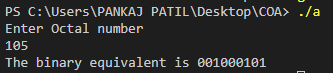 PS C:\Users\PANKAJ PATIL\Desktop\COA> ./a
Enter Octal number
105
The binary equivalent is 001000101